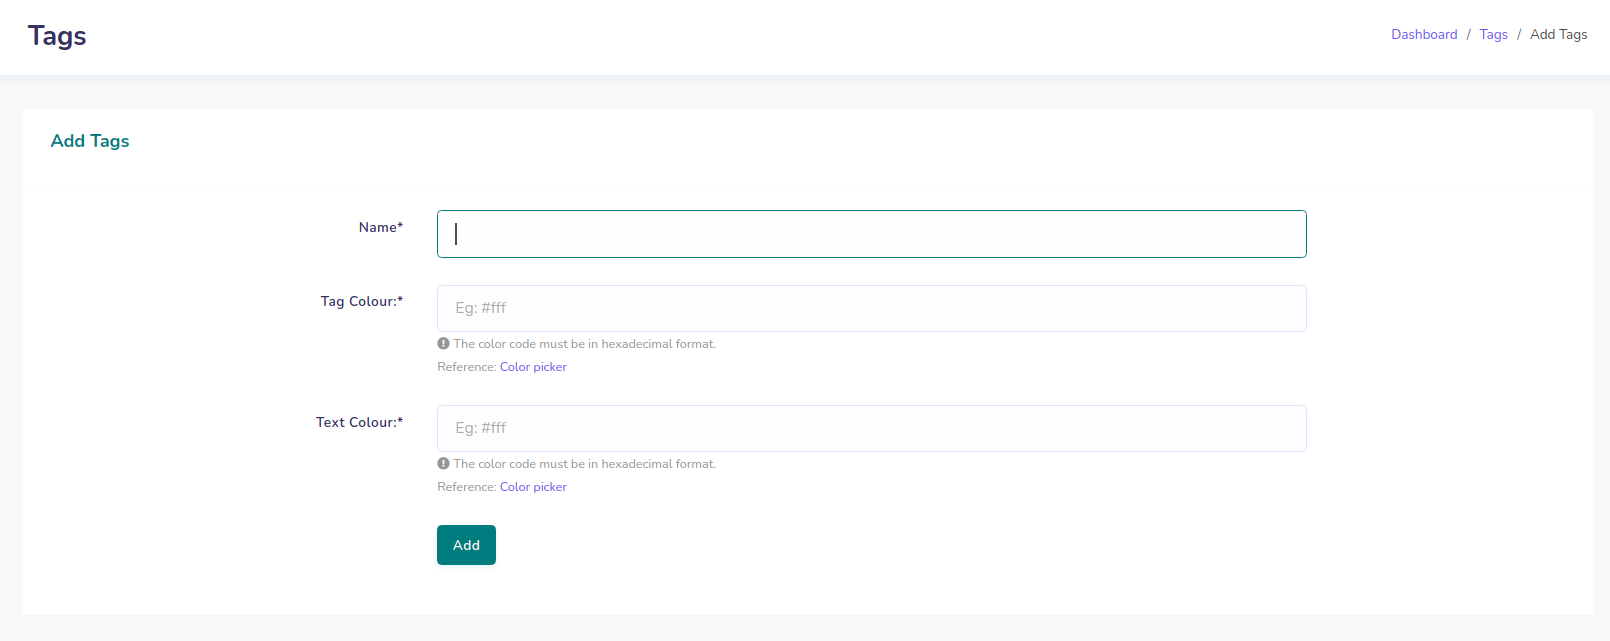 Tags
Dashboard / Tags / Add Tags
Add Tags
Name*
Tag Colour:*
Eg: #fff
The color code must be in hexadecimal format.
Reference: Color picker
Text Colour:*
Eg: #fff
The color code must be in hexadecimal format.
Reference: Color picker
Add